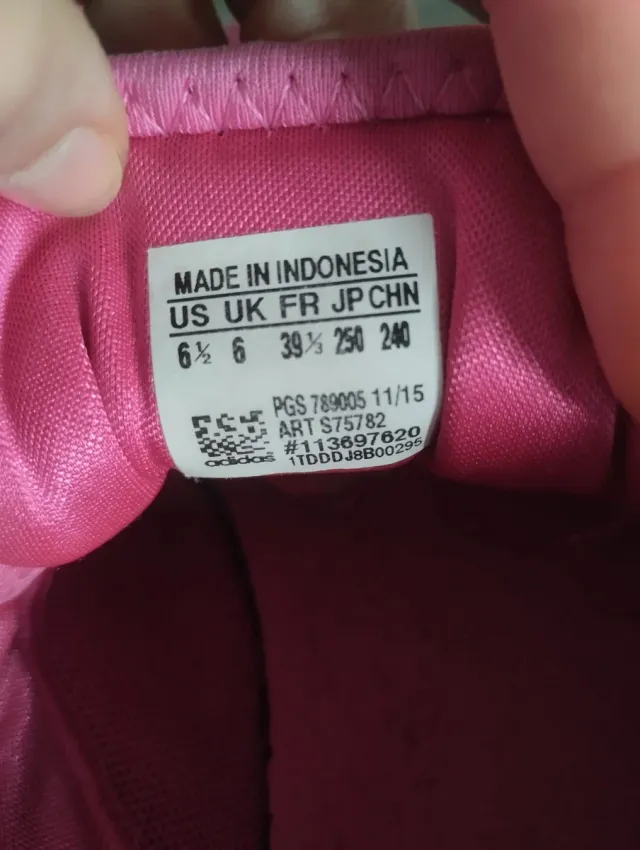 MADE IN INDONESIA
US UK FR JP CHN
6½ 6 39⅓ 250 240
PGS 789005 11/15
ART S75782
#113697620
adidas 1TDDDJ8B00295